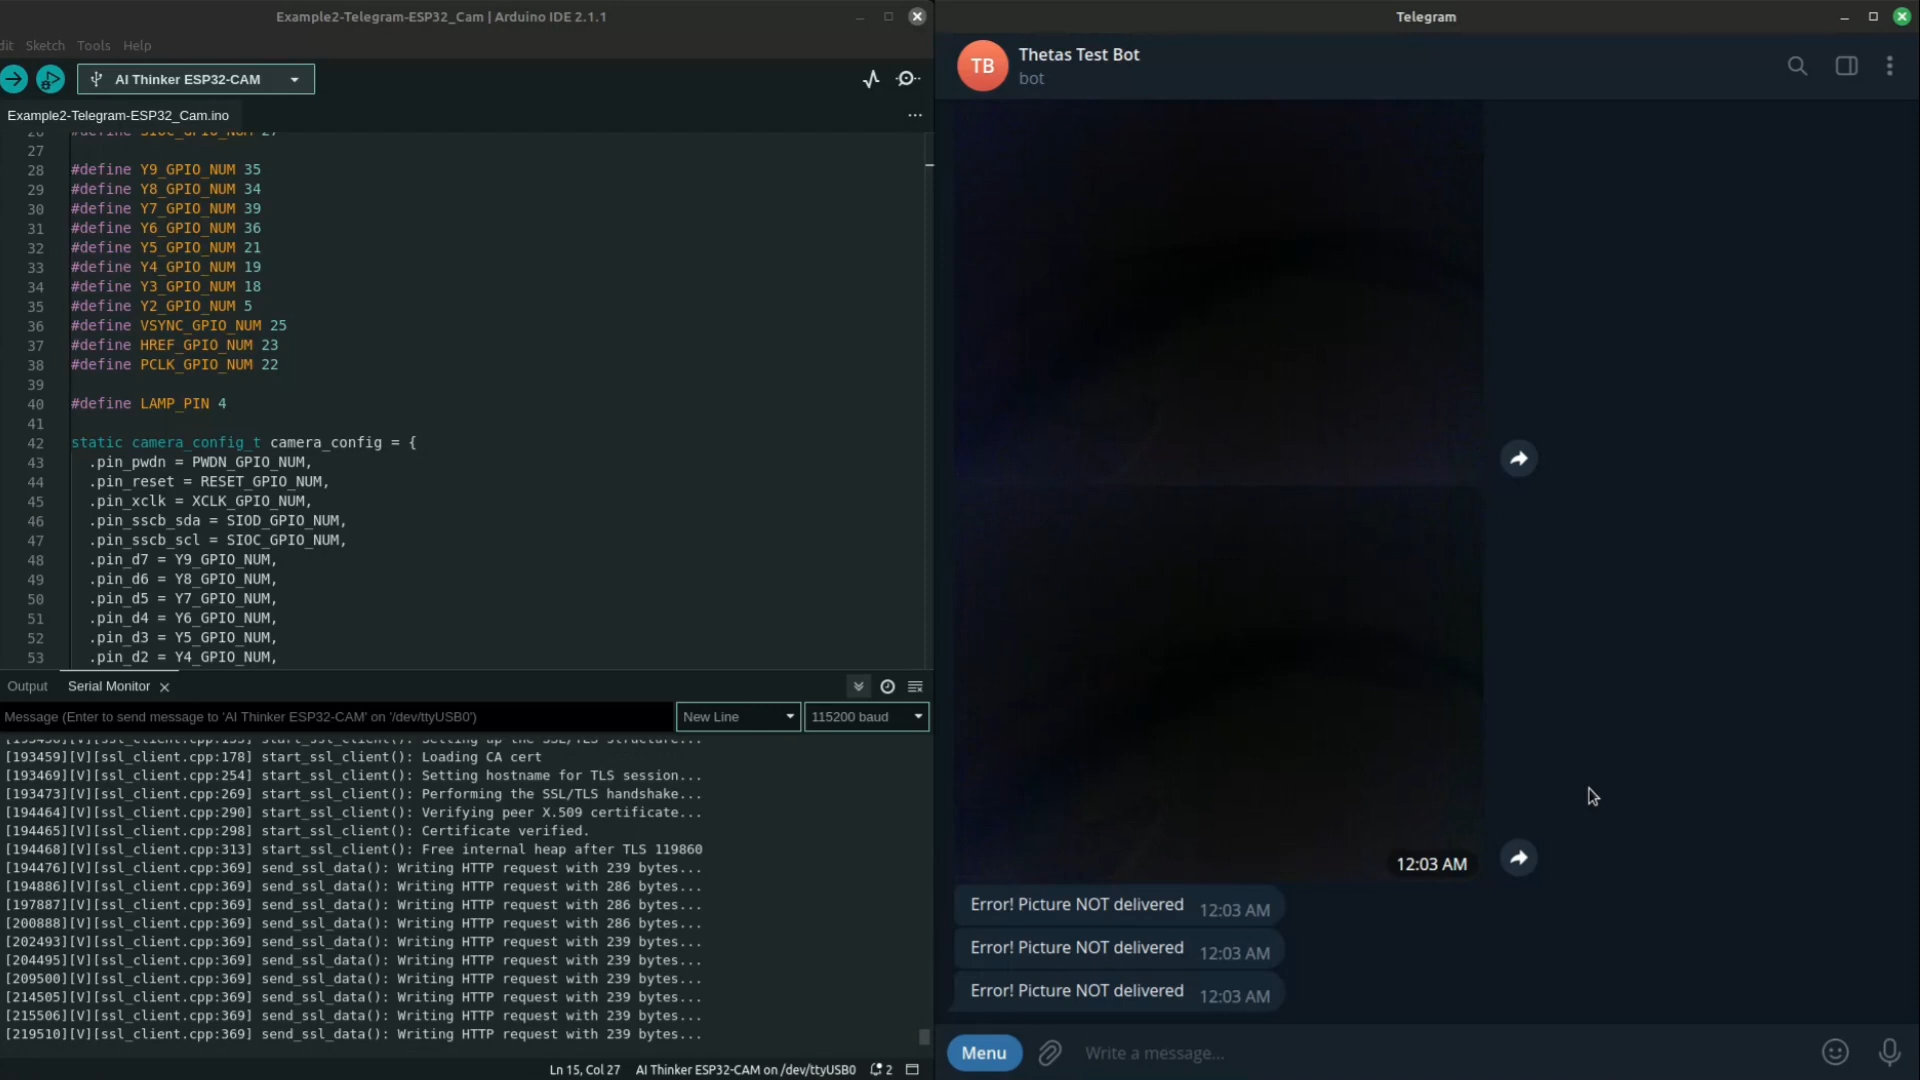 Example2-Telegram-ESP32_Cam | Arduino IDE 2.1.1
dit Sketch Tools Help
AI Thinker ESP32-CAM
Example2-Telegram-ESP32_Cam.ino
26 #define SIOC_GPIO_NUM 27
27
28 #define Y9_GPIO_NUM 35
29 #define Y8_GPIO_NUM 34
30 #define Y7_GPIO_NUM 39
31 #define Y6_GPIO_NUM 36
32 #define Y5_GPIO_NUM 21
33 #define Y4_GPIO_NUM 19
34 #define Y3_GPIO_NUM 18
35 #define Y2_GPIO_NUM 5
36 #define VSYNC_GPIO_NUM 25
37 #define HREF_GPIO_NUM 23
38 #define PCLK_GPIO_NUM 22
39
40 #define LAMP_PIN 4
41
42 static camera_config_t camera_config = {
43 .pin_pwdn = PWDN_GPIO_NUM,
44 .pin_reset = RESET_GPIO_NUM,
45 .pin_xclk = XCLK_GPIO_NUM,
46 .pin_sscb_sda = SIOD_GPIO_NUM,
47 .pin_sscb_scl = SIOC_GPIO_NUM,
48 .pin_d7 = Y9_GPIO_NUM,
49 .pin_d6 = Y8_GPIO_NUM,
50 .pin_d5 = Y7_GPIO_NUM,
51 .pin_d4 = Y6_GPIO_NUM,
52 .pin_d3 = Y5_GPIO_NUM,
53 .pin_d2 = Y4_GPIO_NUM,
Output Serial Monitor
Message (Enter to send message to 'AI Thinker ESP32-CAM' on '/dev/ttyUSB0')
New Line
115200 baud
start_ssl_client(): Setting up the SSL/TLS structure...
[193459][V][ssl_client.cpp:178] start_ssl_client(): Loading CA cert
[193469][V][ssl_client.cpp:254] start_ssl_client(): Setting hostname for TLS session...
[193473][V][ssl_client.cpp:269] start_ssl_client(): Performing the SSL/TLS handshake...
[194464][V][ssl_client.cpp:290] start_ssl_client(): Verifying peer X.509 certificate...
[194465][V][ssl_client.cpp:298] start_ssl_client(): Certificate verified.
[194468][V][ssl_client.cpp:313] start_ssl_client(): Free internal heap after TLS 119860
[194476][V][ssl_client.cpp:369] send_ssl_data(): Writing HTTP request with 239 bytes...
[194886][V][ssl_client.cpp:369] send_ssl_data(): Writing HTTP request with 286 bytes...
[197887][V][ssl_client.cpp:369] send_ssl_data(): Writing HTTP request with 286 bytes...
[200888][V][ssl_client.cpp:369] send_ssl_data(): Writing HTTP request with 286 bytes...
[202493][V][ssl_client.cpp:369] send_ssl_data(): Writing HTTP request with 239 bytes...
[204495][V][ssl_client.cpp:369] send_ssl_data(): Writing HTTP request with 239 bytes...
[209500][V][ssl_client.cpp:369] send_ssl_data(): Writing HTTP request with 239 bytes...
[214505][V][ssl_client.cpp:369] send_ssl_data(): Writing HTTP request with 239 bytes...
[215506][V][ssl_client.cpp:369] send_ssl_data(): Writing HTTP request with 239 bytes...
[219510][V][ssl_client.cpp:369] send_ssl_data(): Writing HTTP request with 239 bytes...
Ln 15, Col 27 AI Thinker ESP32-CAM on /dev/ttyUSB0 2
Telegram
TB
Thetas Test Bot
bot
12:03 AM
Error! Picture NOT delivered 12:03 AM
Error! Picture NOT delivered 12:03 AM
Error! Picture NOT delivered 12:03 AM
Menu
Write a message...